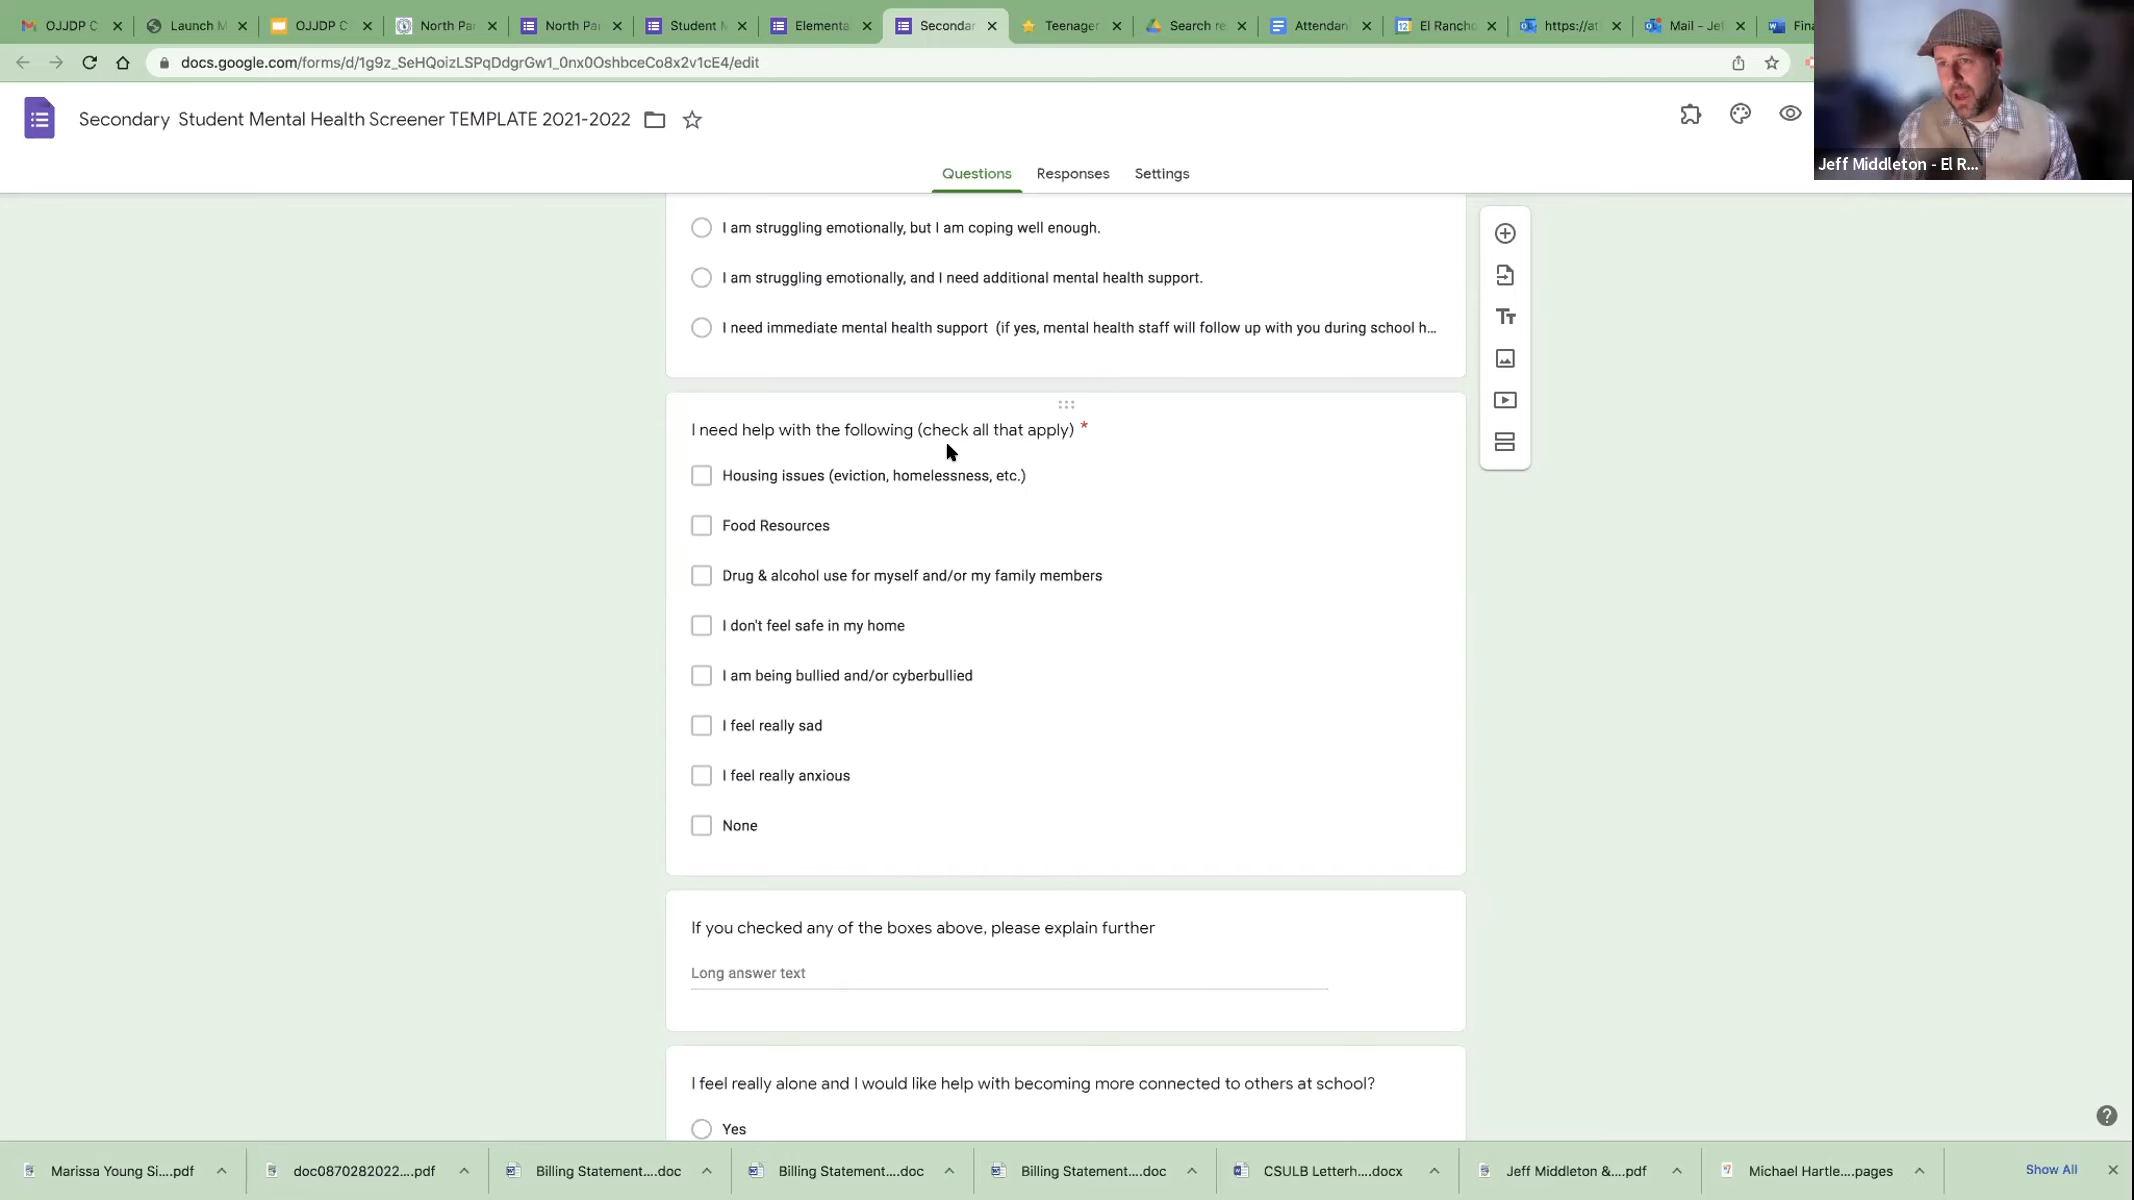 OJJDP C
Launch M
OJJDP C
North Par
North Par
Student M
Elementa
Secondar
Teenager
Search re
Attendan
El Rancho
https://at
Mail – Jef
Fina
docs.google.com/forms/d/1g9z_SeHQoizLSPqDdgrGw1_0nx0OshbceCo8x2v1cE4/edit
Secondary Student Mental Health Screener TEMPLATE 2021-2022
Jeff Middleton - El R...
Questions
Responses
Settings
I am struggling emotionally, but I am coping well enough.
I am struggling emotionally, and I need additional mental health support.
I need immediate mental health support (if yes, mental health staff will follow up with you during school h...
I need help with the following (check all that apply) *
Housing issues (eviction, homelessness, etc.)
Food Resources
Drug & alcohol use for myself and/or my family members
I don't feel safe in my home
I am being bullied and/or cyberbullied
I feel really sad
I feel really anxious
None
If you checked any of the boxes above, please explain further
Long answer text
I feel really alone and I would like help with becoming more connected to others at school?
Yes
Marissa Young Si....pdf
doc0870282022....pdf
Billing Statement....doc
Billing Statement....doc
Billing Statement....doc
CSULB Letterh....docx
Jeff Middleton &....pdf
Michael Hartle....pages
Show All